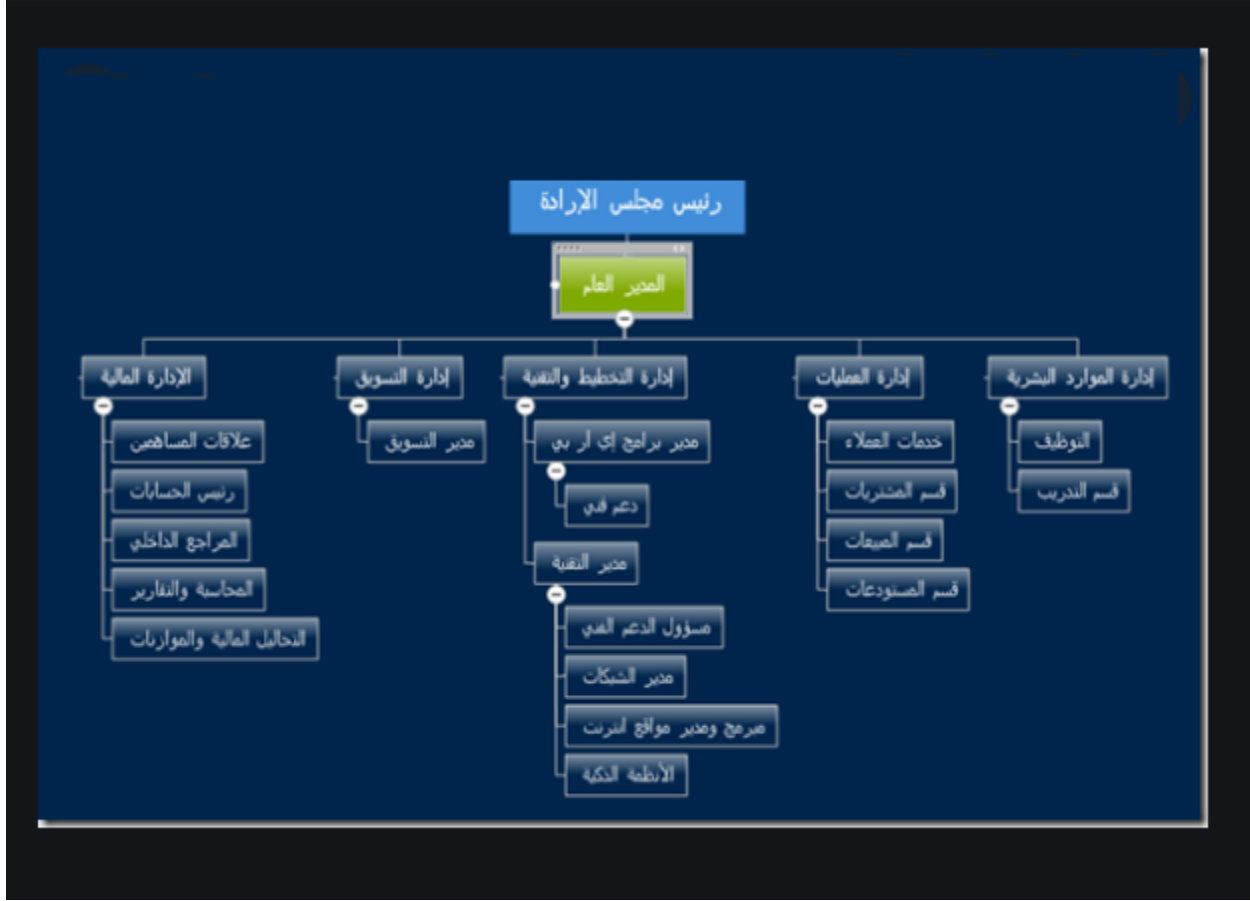 رئيس مجلس الإرادة
المدير العام
إدارة الموارد البشرية
التوظيف
قسم التدريب
إدارة العمليات
خدمات العملاء
قسم المشتريات
قسم المبيعات
قسم المستودعات
إدارة التخطيط والتقنية
مدير برامج إي آر بي
دعم فني
مدير التقنية
مسؤول الدعم الفني
مدير الشبكات
مبرمج ومدير مواقع انترنت
الأنظمة الذكية
إدارة التسويق
مدير التسويق
الإدارة المالية
علاقات المساهمين
رئيس الحسابات
المراجع الداخلي
المحاسبة والتقارير
التحاليل المالية والموازنات